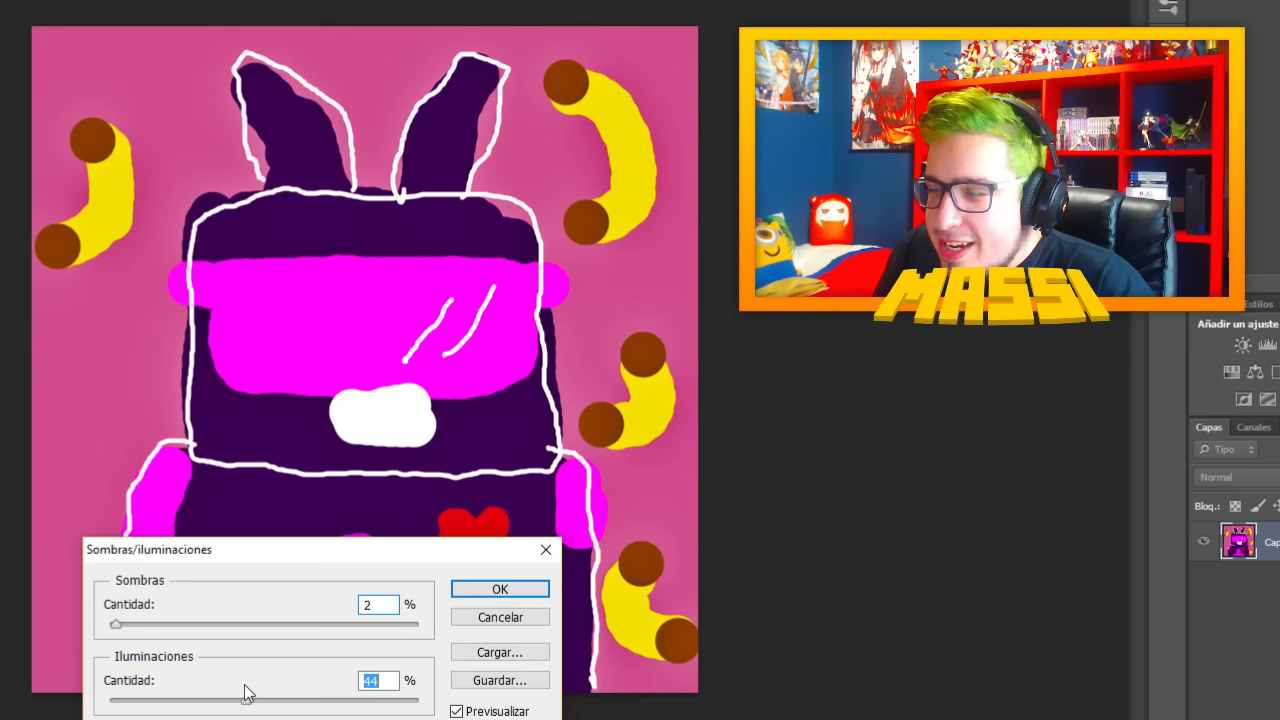 MASSI
Estilos
Añadir un ajuste
Capas Canales
Tipo
Normal
Bloq.:
Cap
Sombras/iluminaciones
Sombras
Cantidad: 2 %
OK
Cancelar
Iluminaciones
Cantidad: 44 %
Cargar...
Guardar...
Previsualizar